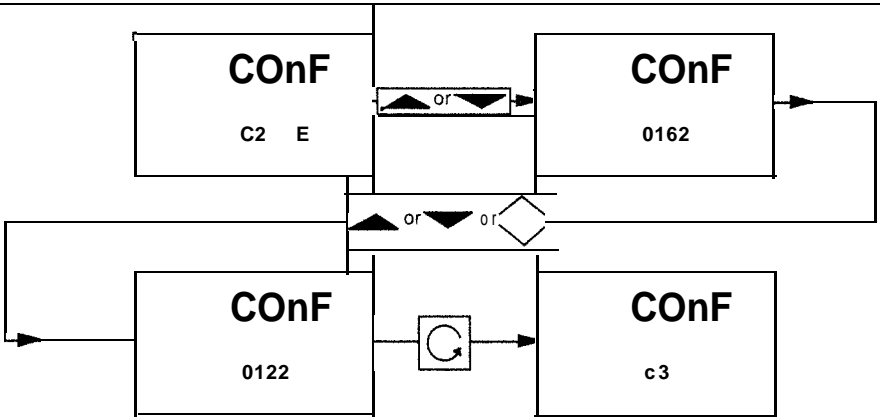 COnF
C2 E
or
COnF
0162
or or
COnF
0122
COnF
c3